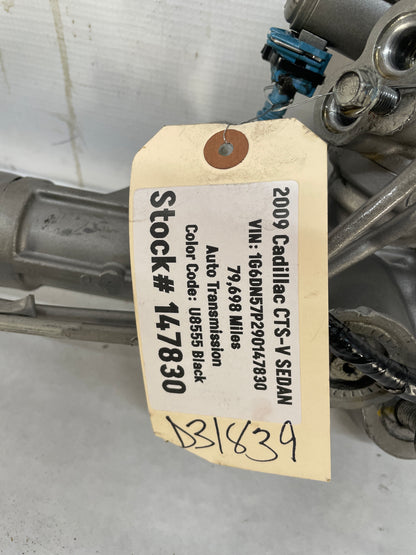 2009 Cadillac CTS-V SEDAN
VIN: 1G6DN57P290147830
79,698 Miles
Auto Transmission
Color Code: U8555 Black
Stock# 147830
D31839